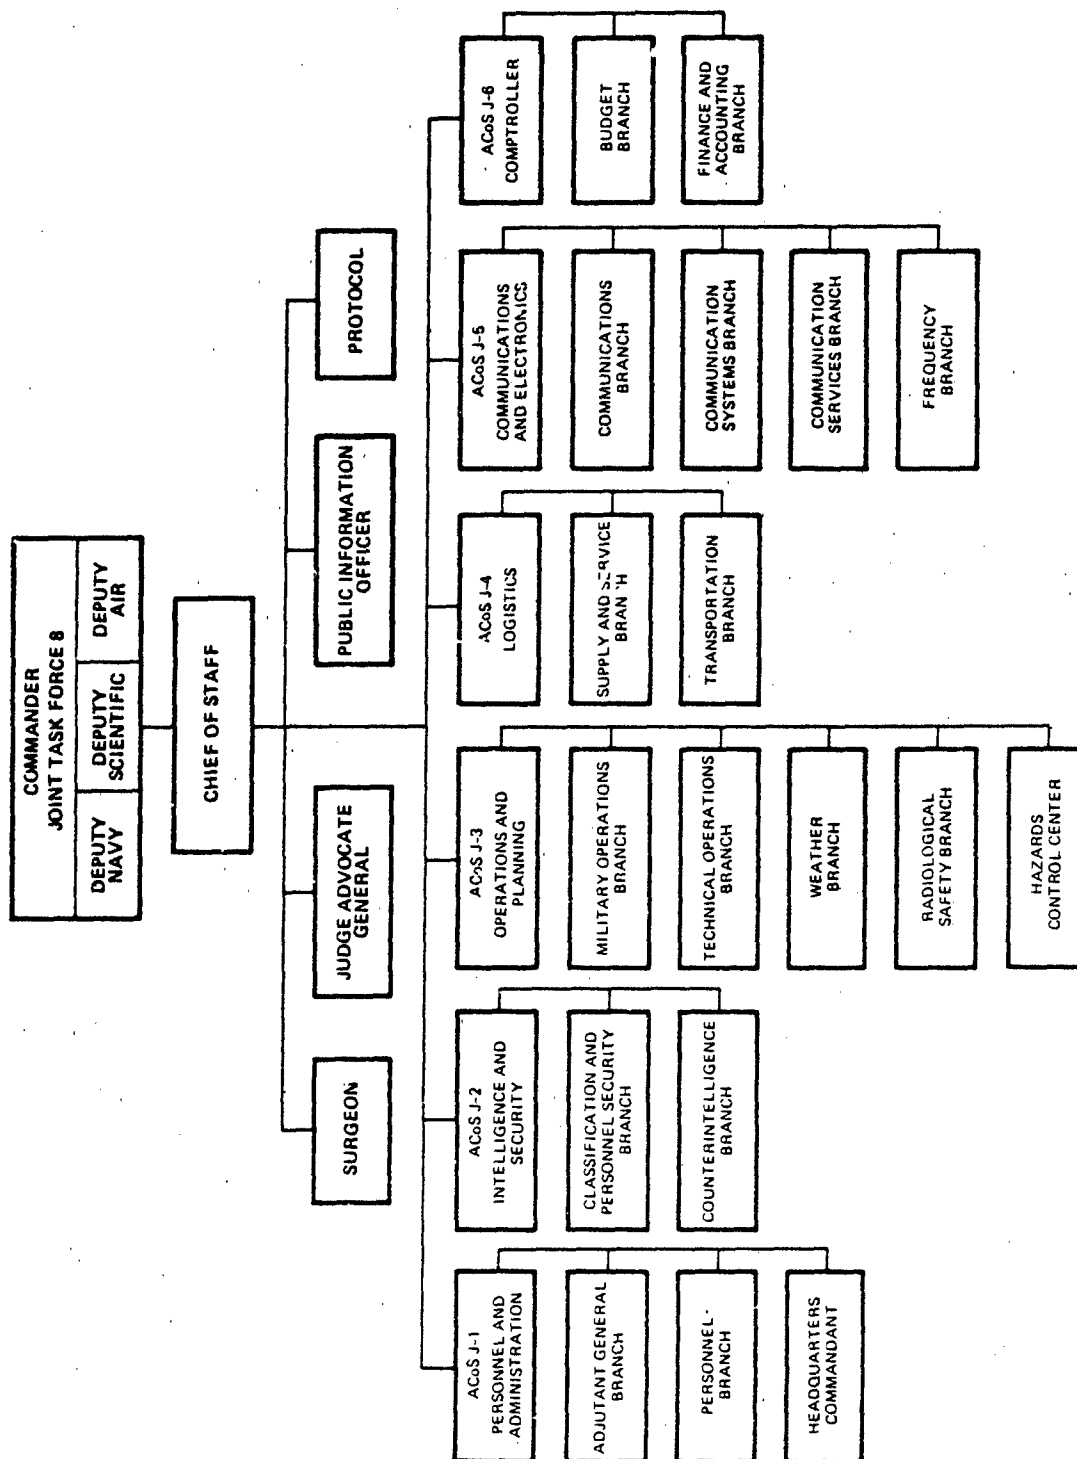 COMMANDER
JOINT TASK FORCE 8
DEPUTY
NAVY
DEPUTY
SCIENTIFIC
DEPUTY
AIR
CHIEF OF STAFF
SURGEON
JUDGE ADVOCATE
GENERAL
PUBLIC INFORMATION
OFFICER
PROTOCOL
ACoS J-1
PERSONNEL AND
ADMINISTRATION
ADJUTANT GENERAL
BRANCH
PERSONNEL-
BRANCH
HEADQUARTERS
COMMANDANT
ACoS J-2
INTELLIGENCE AND
SECURITY
CLASSIFICATION AND
PERSONNEL SECURITY
BRANCH
COUNTERINTELLIGENCE
BRANCH
ACoS J-3
OPERATIONS AND
PLANNING
MILITARY OPERATIONS
BRANCH
TECHNICAL OPERATIONS
BRANCH
WEATHER
BRANCH
RADIOLOGICAL
SAFETY BRANCH
HAZARDS
CONTROL CENTER
ACoS J-4
LOGISTICS
SUPPLY AND SERVICE
BRANCH
TRANSPORTATION
BRANCH
ACoS J-5
COMMUNICATIONS
AND ELECTRONICS
COMMUNICATIONS
BRANCH
COMMUNICATION
SYSTEMS BRANCH
COMMUNICATION
SERVICES BRANCH
FREQUENCY
BRANCH
ACoS J-6
COMPTROLLER
BUDGET
BRANCH
FINANCE AND
ACCOUNTING
BRANCH